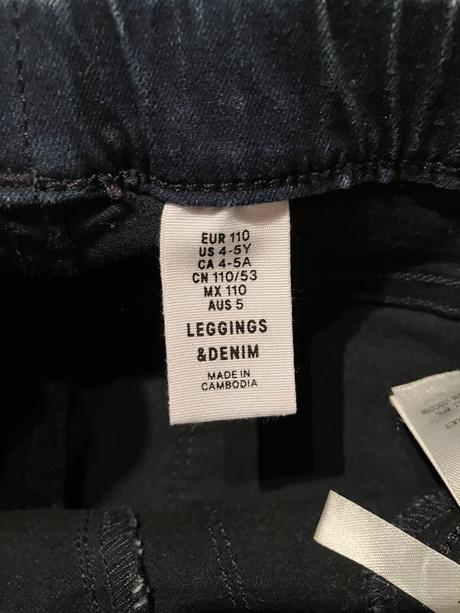 EUR 110
US 4-5Y
CA 4-5A
CN 110/53
MX 110
AUS 5
LEGGINGS
&DENIM
MADE IN
CAMBODIA